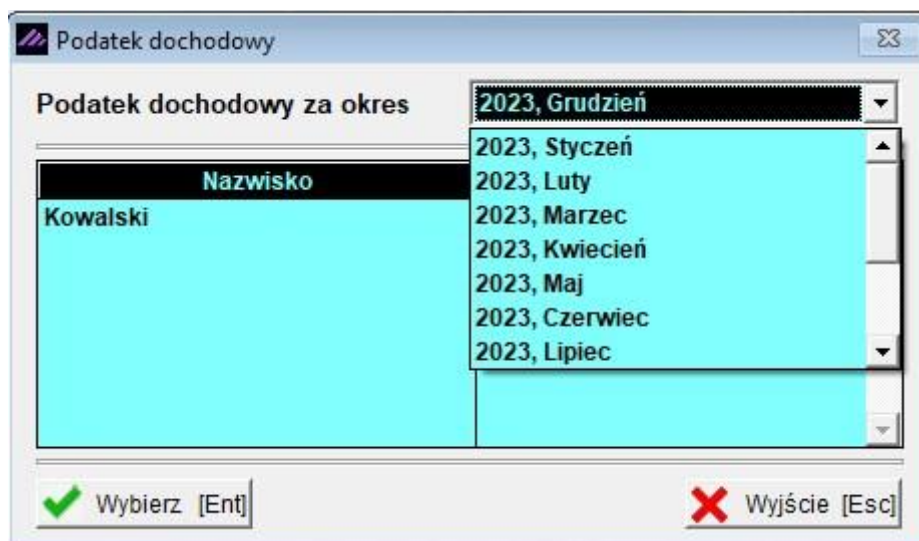 Podatek dochodowy
Podatek dochodowy za okres
2023, Grudzień
2023, Styczeń
2023, Luty
2023, Marzec
2023, Kwiecień
2023, Maj
2023, Czerwiec
2023, Lipiec
Nazwisko
Kowalski
Wybierz [Ent]
Wyjście [Esc]